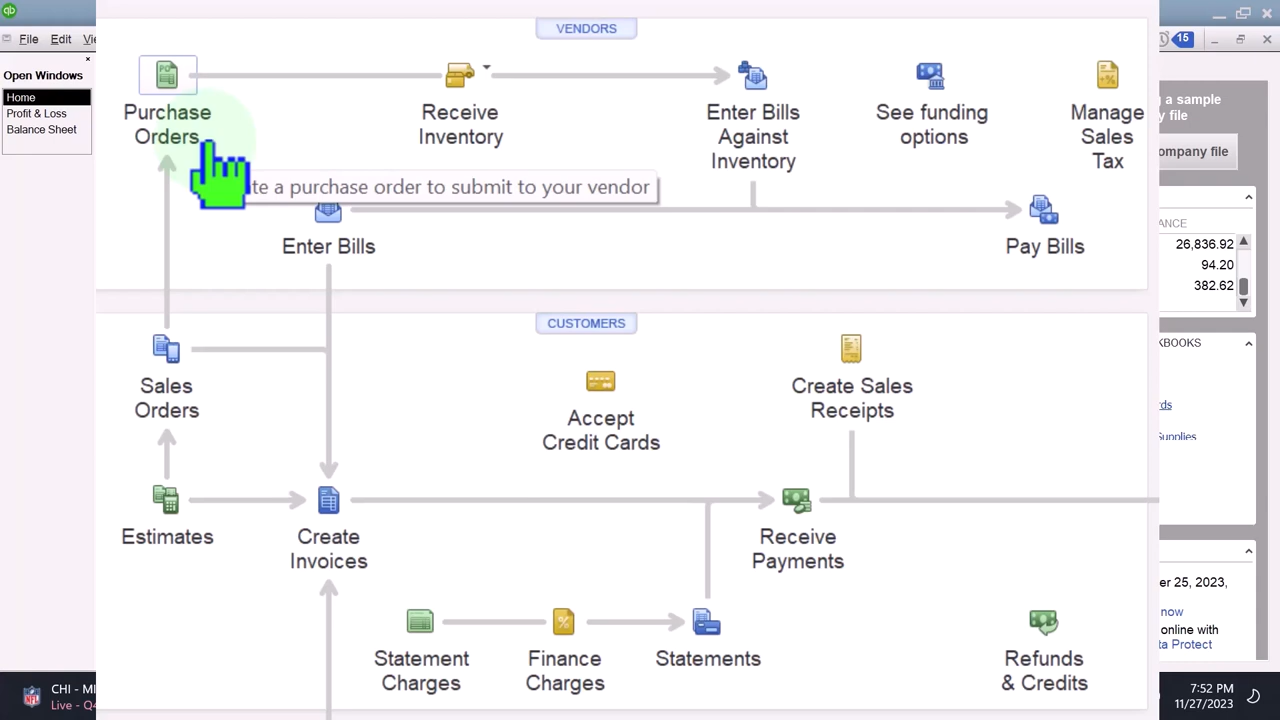 qb
File Edit
Open Windows
Home
Profit & Loss
Balance Sheet
VENDORS
Purchase
Orders
Receive
Inventory
Enter Bills
Against
Inventory
See funding
options
Manage
Sales
Tax
te a purchase order to submit to your vendor
Enter Bills
Pay Bills
CUSTOMERS
Sales
Orders
Accept
Credit Cards
Create Sales
Receipts
Estimates
Create
Invoices
Receive
Payments
Statement
Charges
Finance
Charges
Statements
Refunds
& Credits
15
g a sample
y file
ompany file
ANCE
26,836.92
94.20
382.62
KBOOKS
rds
Supplies
er 25, 2023,
now
online with
ta Protect
NFL
CHI - MI
Live - Q4
7:52 PM
11/27/2023